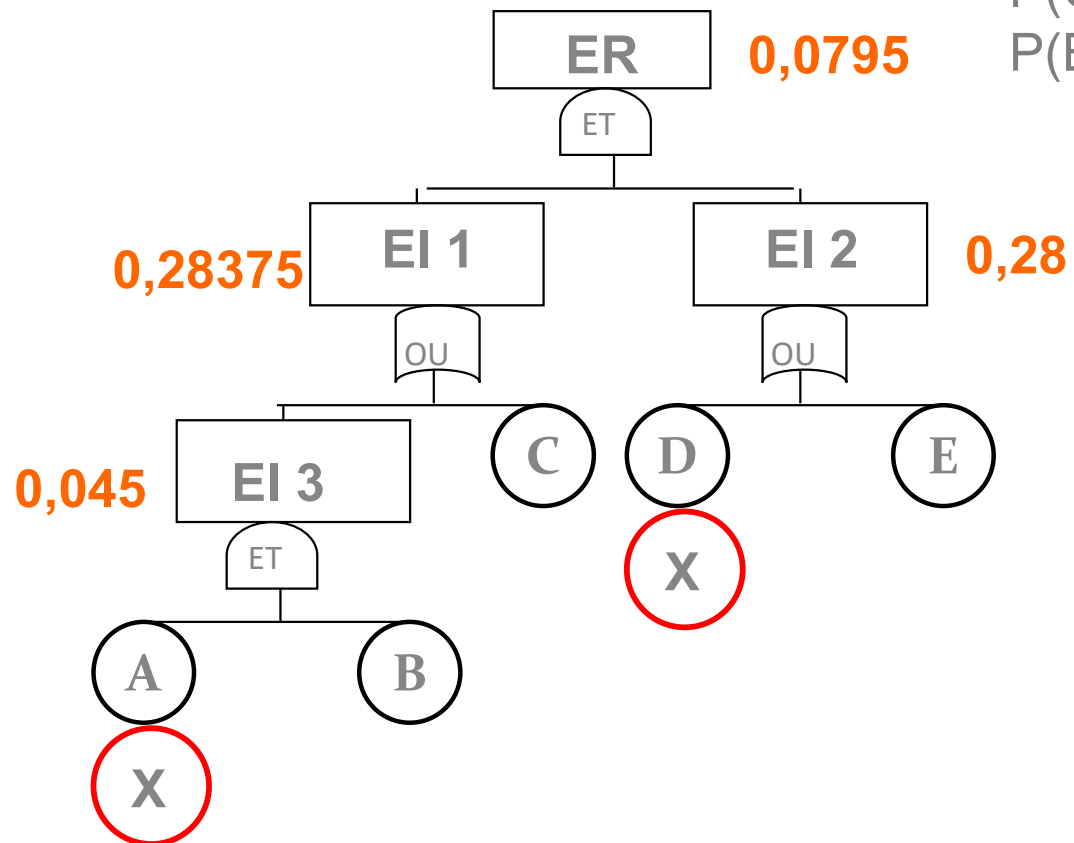 ER
0,0795
P(E
ET
EI 1
EI 2
0,28375
0,28
OU
OU
EI 3
C
D
E
0,045
ET
X
A
B
X